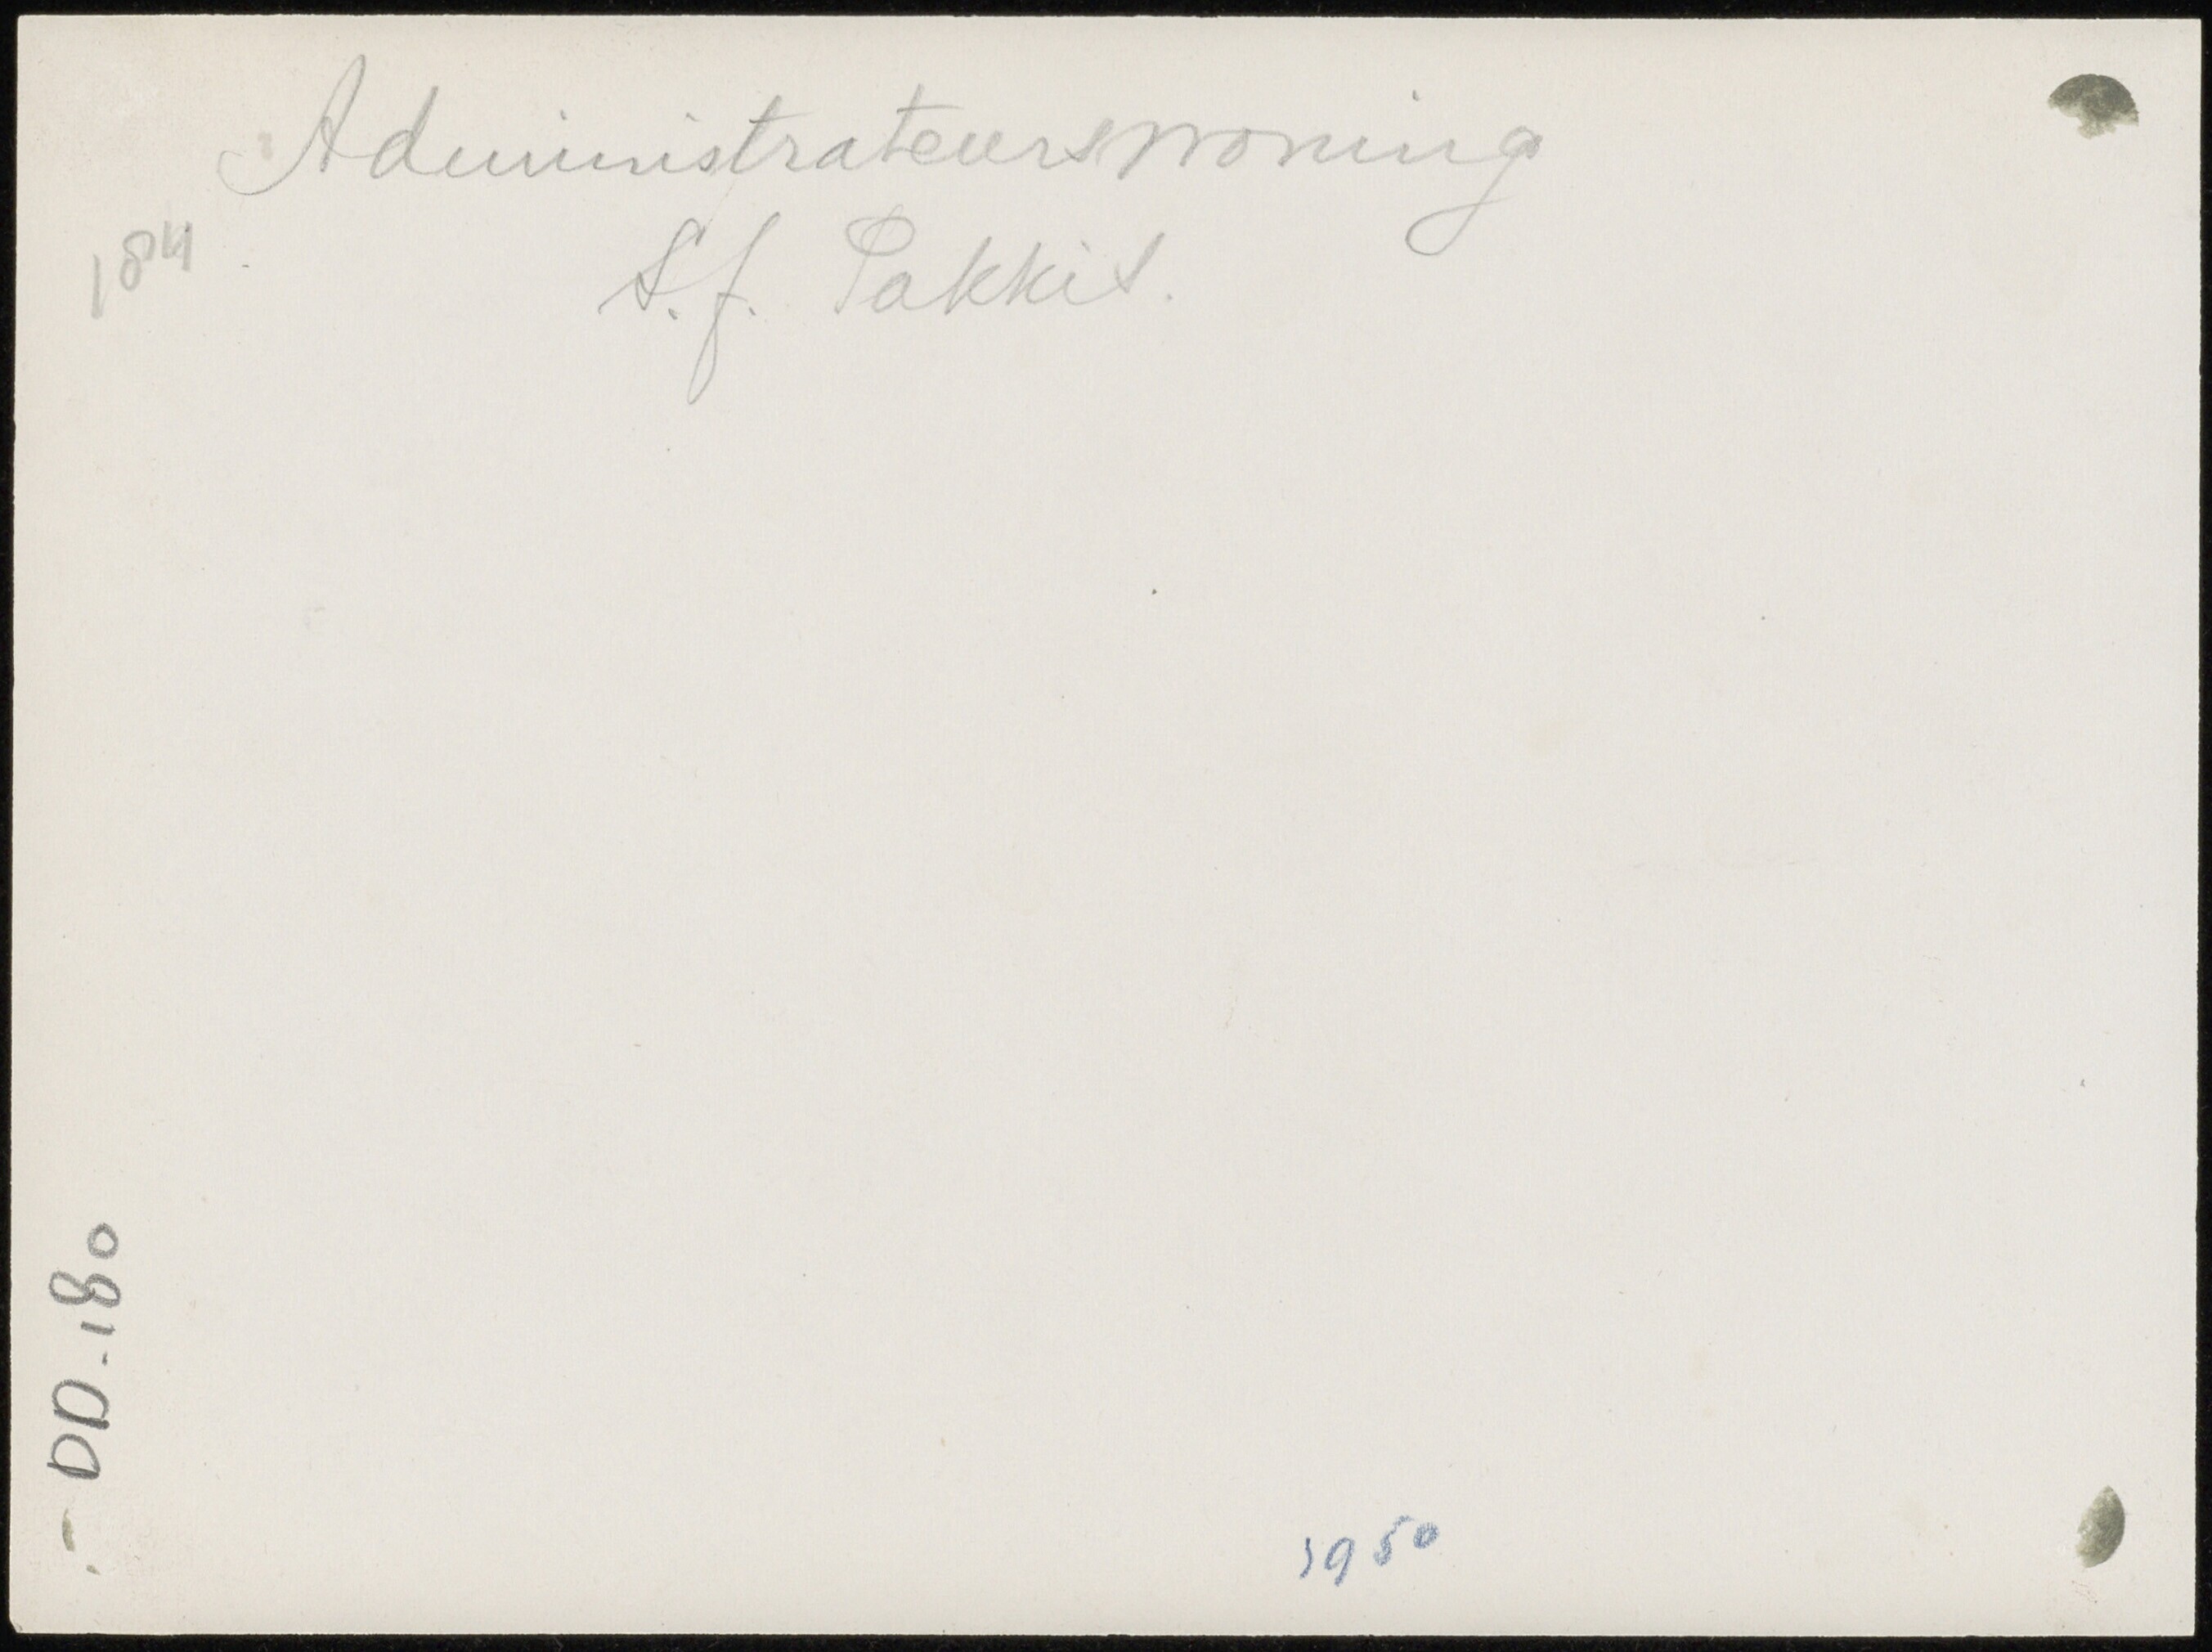 Administrateurswoning
S.f. Pakkis.
184
DD-180
1950